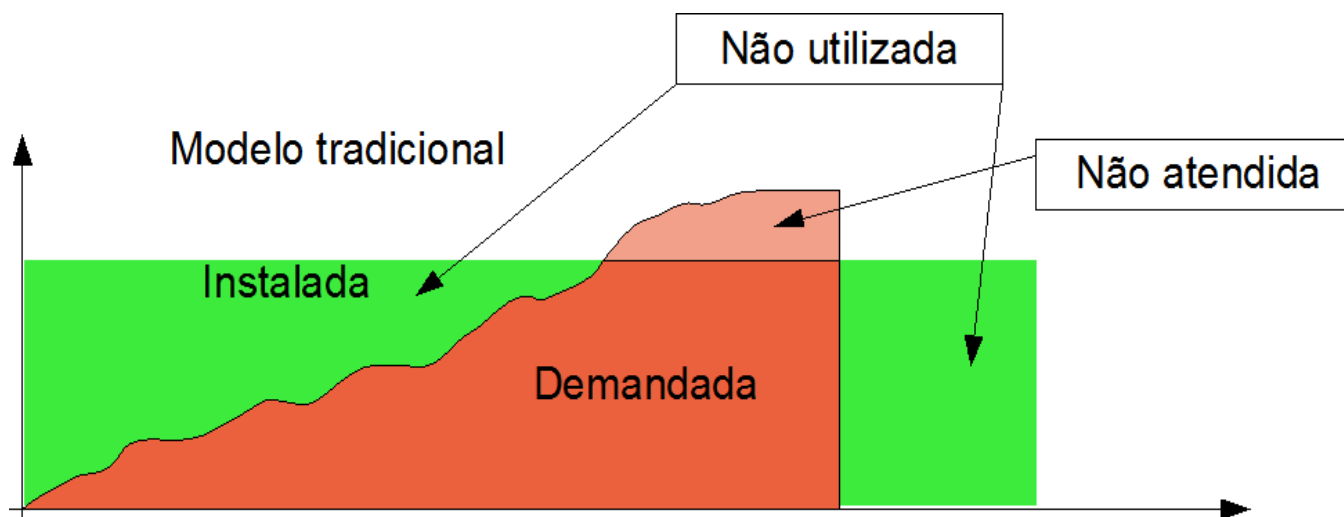 Não utilizada
Modelo tradicional
Não atendida
Instalada
Demandada